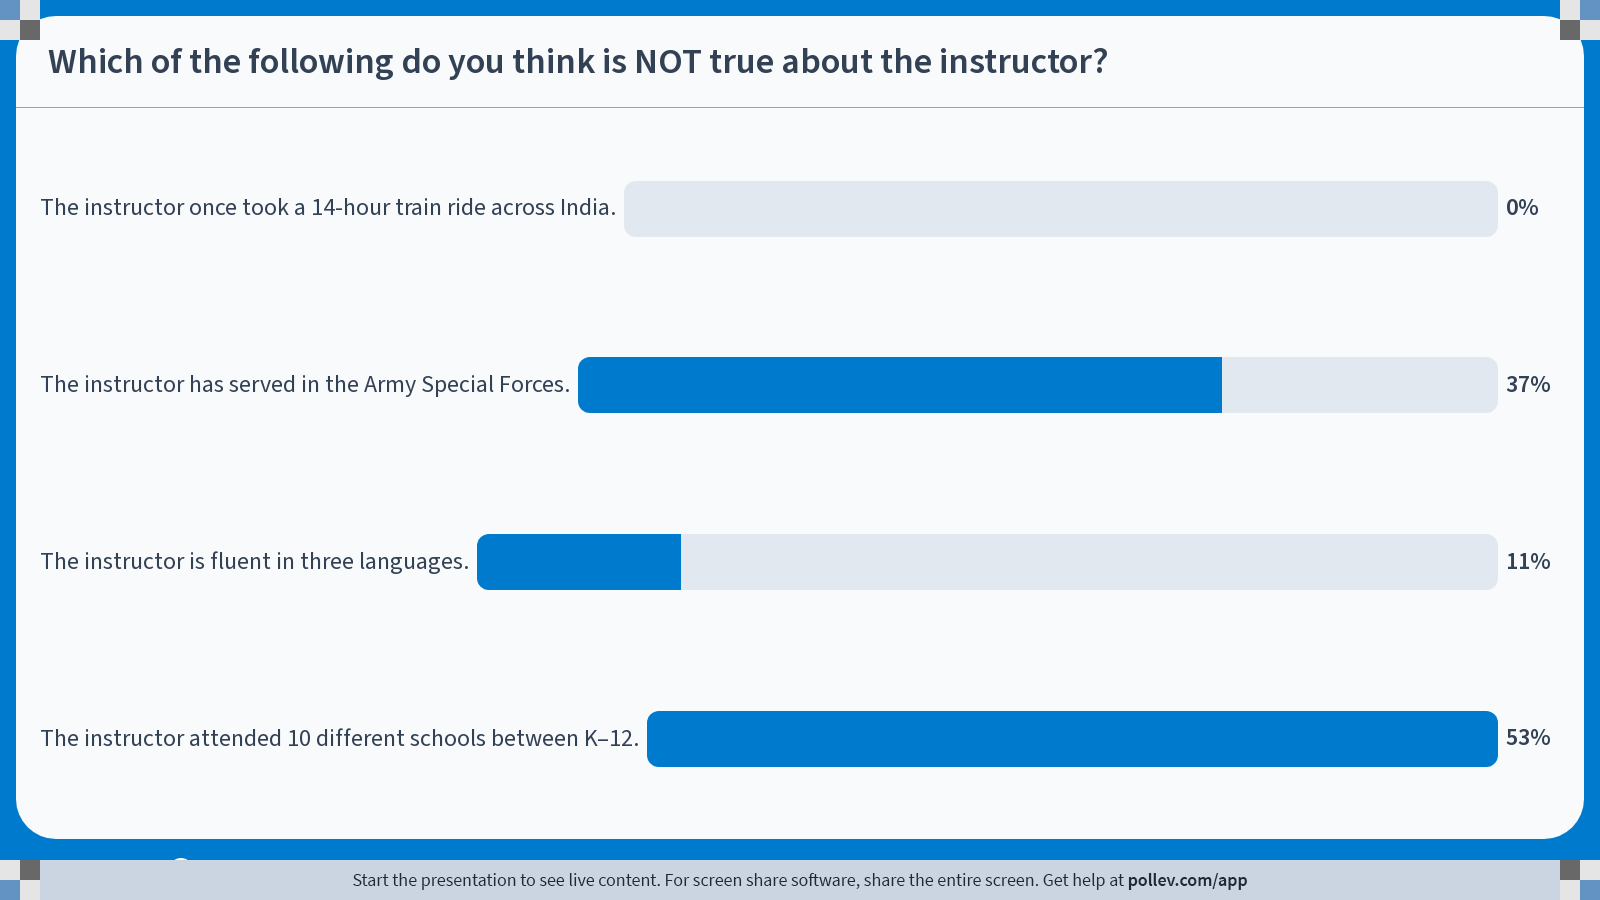 Which of the following do you think is NOT true about the instructor?
The instructor once took a 14-hour train ride across India. 0%
The instructor has served in the Army Special Forces. 37%
The instructor is fluent in three languages. 11%
The instructor attended 10 different schools between K–12. 53%
Start the presentation to see live content. For screen share software, share the entire screen. Get help at pollev.com/app